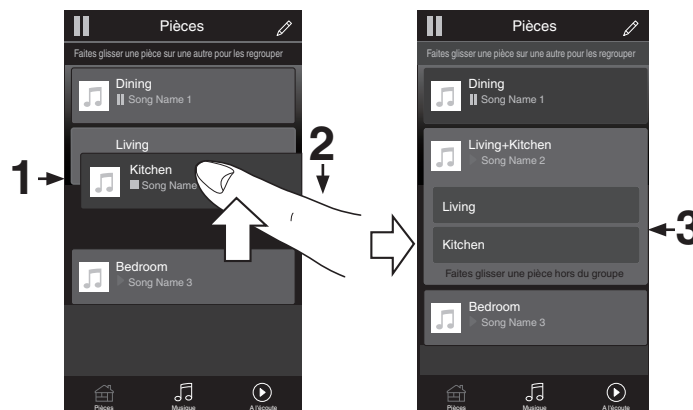 Pièces
Faites glisser une pièce sur une autre pour les regrouper
Dining
Song Name 1
Living
Kitchen
Song Name
Bedroom
Song Name 3
Pièces
Musique
A l'écoute
1
2
Pièces
Faites glisser une pièce sur une autre pour les regrouper
Dining
Song Name 1
Living+Kitchen
Song Name 2
Living
Kitchen
Faites glisser une pièce hors du groupe
Bedroom
Song Name 3
Pièces
Musique
A l'écoute
3